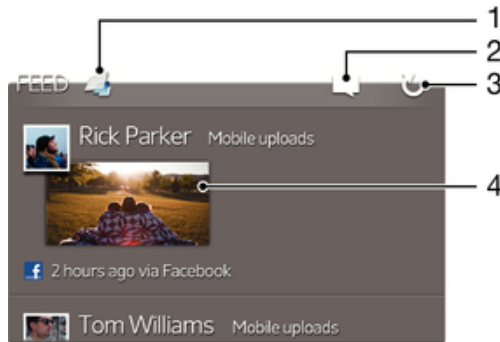 1
2
3
FEED
Rick Parker Mobile uploads
4
f 2 hours ago via Facebook
Tom Williams Mobile uploads